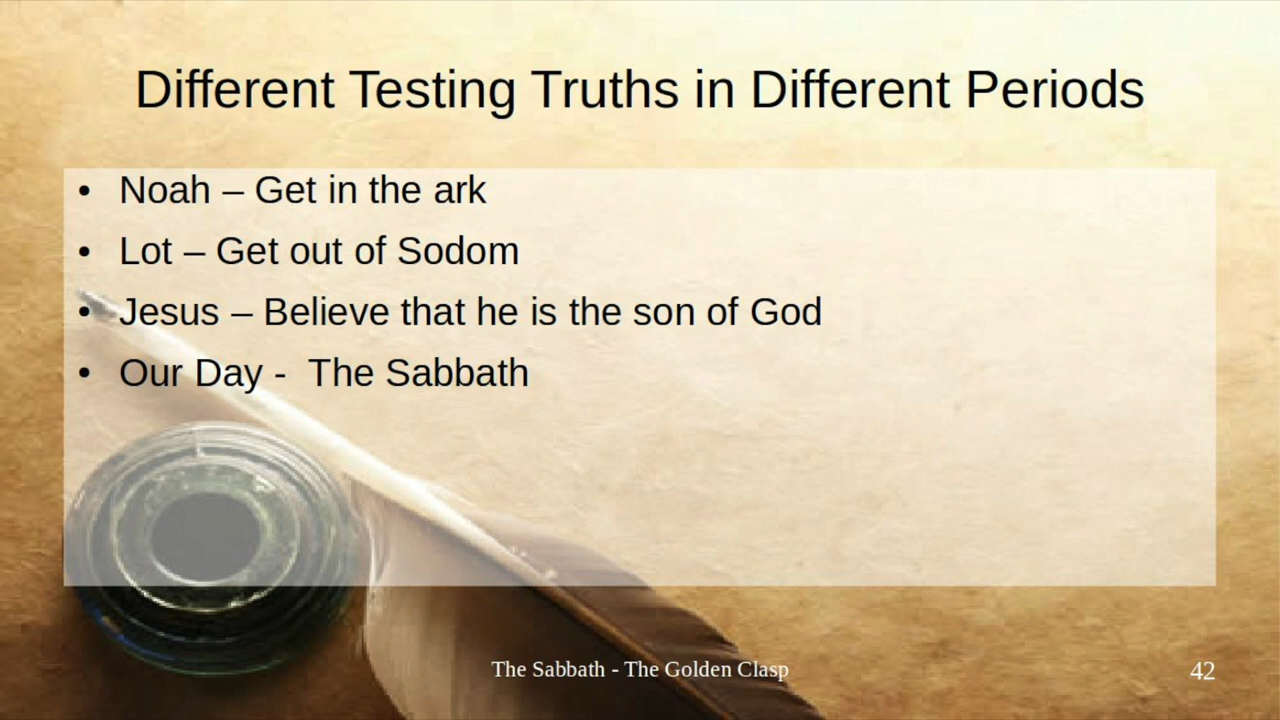 Different Testing Truths in Different Periods
• Noah – Get in the ark
• Lot – Get out of Sodom
• Jesus – Believe that he is the son of God
• Our Day -  The Sabbath
The Sabbath - The Golden Clasp
42